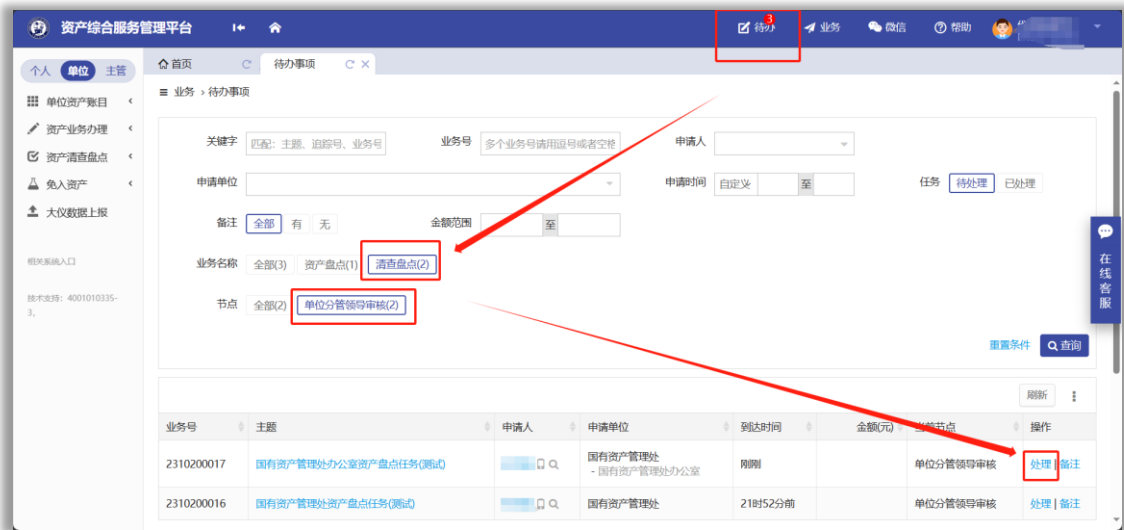 资产综合服务管理平台
3
待办
业务
微信
帮助
个人 单位 主管
首页
待办事项
业务 › 待办事项
单位资产账目
资产业务办理
资产清查盘点
免入资产
大仪数据上报
相关系统入口
技术支持：4001010335-
3。
关键字 匹配：主题、追踪号、业务号
业务号 多个业务号请用逗号或者空格
申请人
申请单位
申请时间 自定义 至
任务 待处理 已处理
备注 全部 有 无
金额范围 至
业务名称 全部(3) 资产盘点(1) 清查盘点(2)
节点 全部(2) 单位分管领导审核(2)
重置条件 查询
在线客服
刷新
业务号 主题 申请人 申请单位 到达时间 金额(元) 当前节点 操作
2310200017 国有资产管理处办公室资产盘点任务(测试) 国有资产管理处 刚刚 单位分管领导审核 处理 | 备注
- 国有资产管理处办公室
2310200016 国有资产管理处资产盘点任务(测试) 国有资产管理处 21时52分前 单位分管领导审核 处理 | 备注